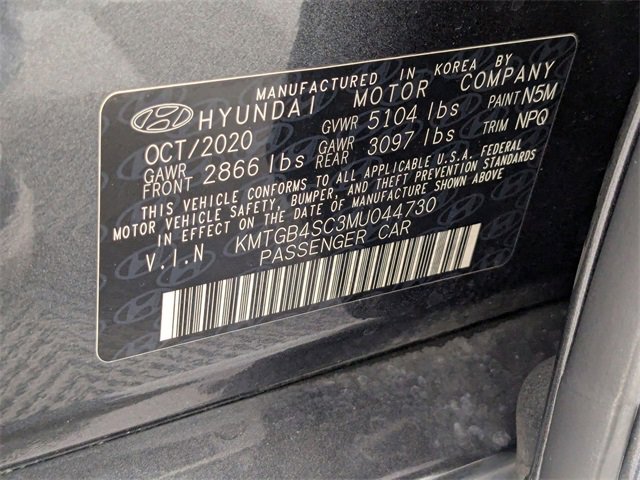 MANUFACTURED IN KOREA BY
HYUNDAI MOTOR COMPANY
OCT/2020 GVWR 5104 lbs PAINT N5M
GAWR FRONT 2866 lbs GAWR REAR 3097 lbs TRIM NPQ
THIS VEHICLE CONFORMS TO ALL APPLICABLE U.S.A. FEDERAL
MOTOR VEHICLE SAFETY, BUMPER, AND THEFT PREVENTION STANDARDS
IN EFFECT ON THE DATE OF MANUFACTURE SHOWN ABOVE
V.I.N KMTGB4SC3MU044730
PASSENGER CAR